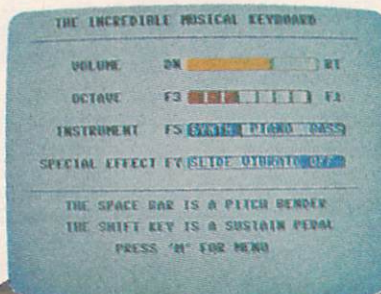 THE INCREDIBLE MUSICAL KEYBOARD
VOLUME
OCTAVE F3 F1
INSTRUMENT F5 SYNTH PIANO BASS
SPECIAL EFFECT F7 SLIDE VIBRATO OFF
THE SPACE BAR IS A PITCH BENDER
THE SHIFT KEY IS A SUSTAIN PEDAL
PRESS 'M' FOR MENU